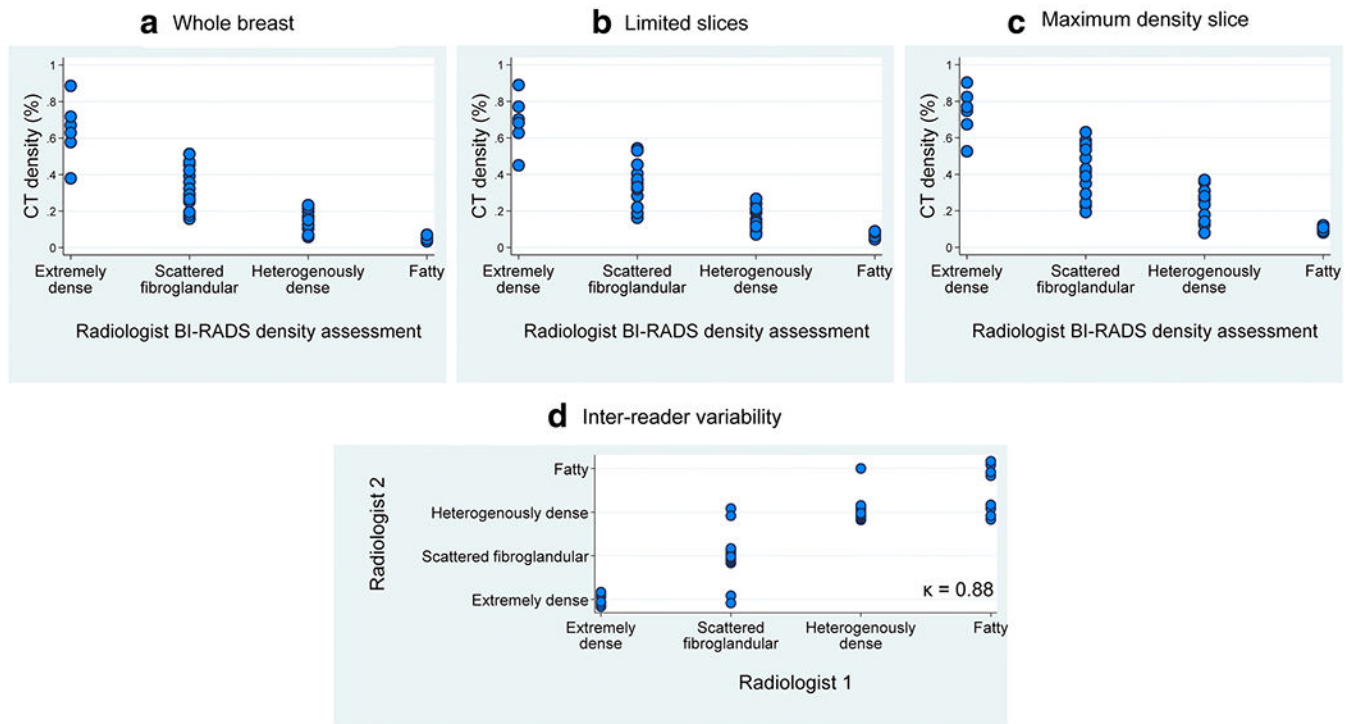 a Whole breast
CT density (%)
1
.8
.6
.4
.2
0
Extremely
dense
Scattered
fibroglandular
Heterogenously
dense
Fatty
Radiologist BI-RADS density assessment
b Limited slices
CT density (%)
1
.8
.6
.4
.2
0
Extremely
dense
Scattered
fibroglandular
Heterogenously
dense
Fatty
Radiologist BI-RADS density assessment
c Maximum density slice
CT density (%)
1
.8
.6
.4
.2
0
Extremely
dense
Scattered
fibroglandular
Heterogenously
dense
Fatty
Radiologist BI-RADS density assessment
d Inter-reader variability
Radiologist 2
Fatty
Heterogenously dense
Scattered fibroglandular
Extremely dense
κ = 0.88
Extremely
dense
Scattered
fibroglandular
Heterogenously
dense
Fatty
Radiologist 1